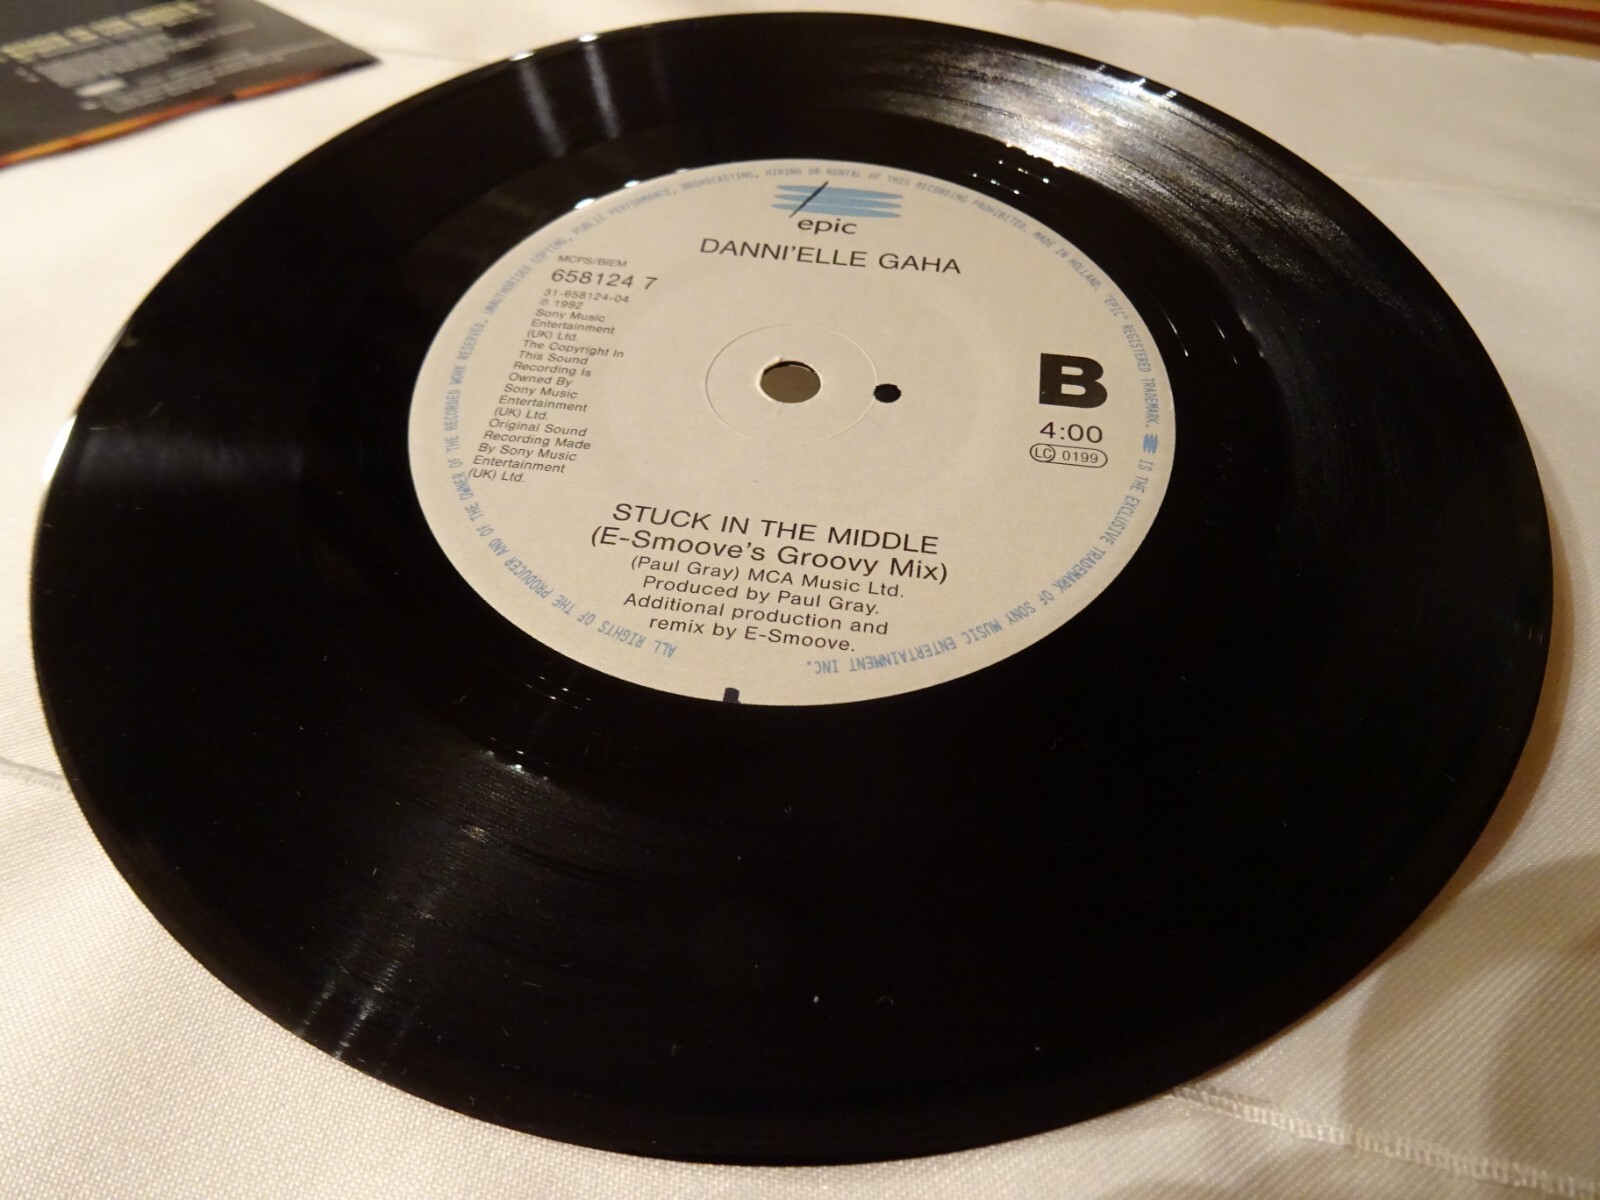 epic
DANNI'ELLE GAHA
MCPS/BIEM
658124 7
31-658124-04
℗ 1992
Sony Music
Entertainment
(UK) Ltd.
The Copyright In
This Sound
Recording Is
Owned By
Sony Music
Entertainment
(UK) Ltd.
Original Sound
Recording Made
By Sony Music
Entertainment
(UK) Ltd.
B
4:00
LC 0199
STUCK IN THE MIDDLE
(E-Smoove's Groovy Mix)
(Paul Gray) MCA Music Ltd.
Produced by Paul Gray.
Additional production and
remix by E-Smoove.
ALL RIGHTS OF THE PRODUCER AND OF THE OWNER OF THE RECORDED WORK RESERVED. UNAUTHORISED COPYING, PUBLIC PERFORMANCE, BROADCASTING, HIRING OR RENTAL OF THIS RECORDING PROHIBITED. MADE IN HOLLAND. "EPIC" REGISTERED TRADEMARK. IS THE EXCLUSIVE TRADEMARK OF SONY MUSIC ENTERTAINMENT INC.